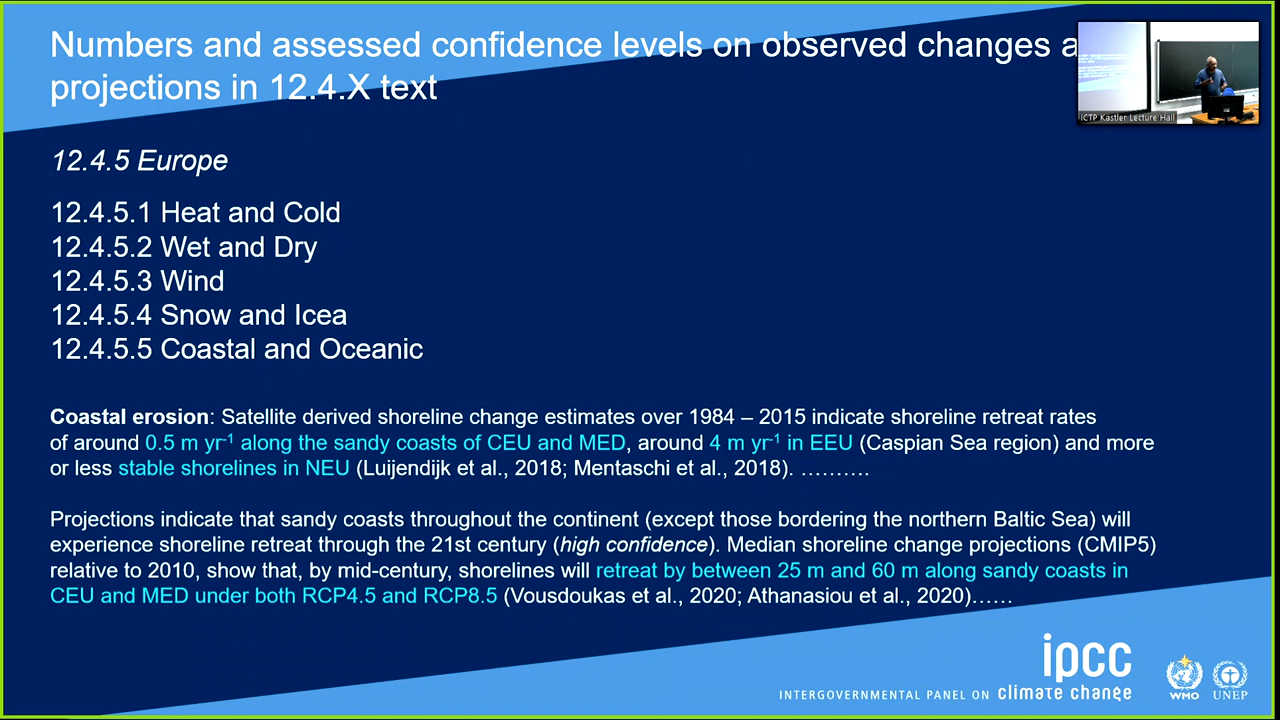 Numbers and assessed confidence levels on observed changes a
projections in 12.4.X text
ICTP Kastler Lecture Hall
12.4.5 Europe
12.4.5.1 Heat and Cold
12.4.5.2 Wet and Dry
12.4.5.3 Wind
12.4.5.4 Snow and Icea
12.4.5.5 Coastal and Oceanic
Coastal erosion: Satellite derived shoreline change estimates over 1984 – 2015 indicate shoreline retreat rates
of around 0.5 m yr⁻¹ along the sandy coasts of CEU and MED, around 4 m yr⁻¹ in EEU (Caspian Sea region) and more
or less stable shorelines in NEU (Luijendijk et al., 2018; Mentaschi et al., 2018). ……….
Projections indicate that sandy coasts throughout the continent (except those bordering the northern Baltic Sea) will
experience shoreline retreat through the 21st century (high confidence). Median shoreline change projections (CMIP5)
relative to 2010, show that, by mid-century, shorelines will retreat by between 25 m and 60 m along sandy coasts in
CEU and MED under both RCP4.5 and RCP8.5 (Vousdoukas et al., 2020; Athanasiou et al., 2020)……
ipcc
INTERGOVERNMENTAL PANEL ON climate change
WMO UNEP